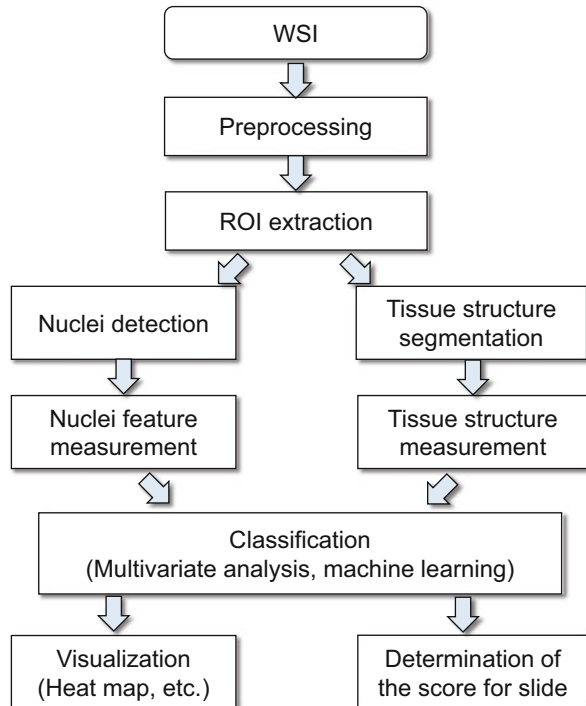 WSI
Preprocessing
ROI extraction
Nuclei detection
Tissue structure
segmentation
Nuclei feature
measurement
Tissue structure
measurement
Classification
(Multivariate analysis, machine learning)
Visualization
(Heat map, etc.)
Determination of
the score for slide